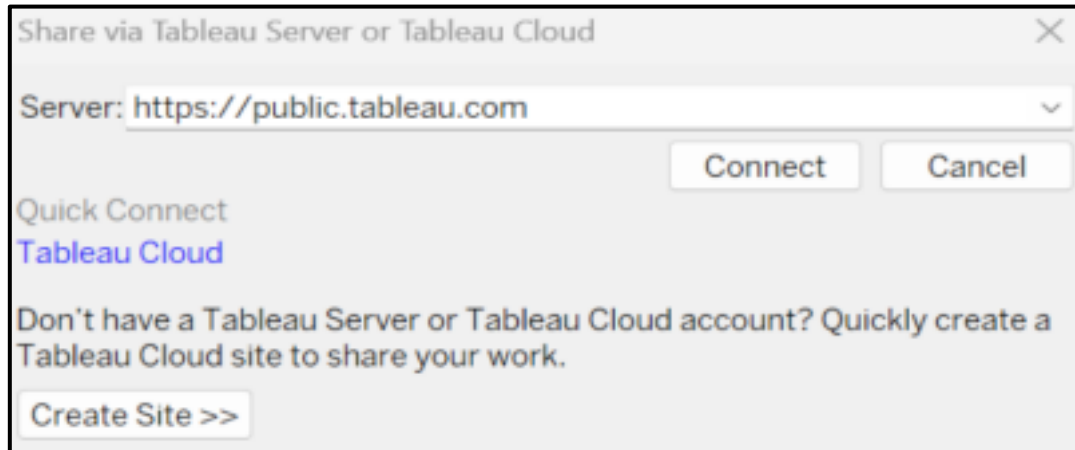 Share via Tableau Server or Tableau Cloud
Server: https://public.tableau.com
Connect Cancel
Quick Connect
Tableau Cloud
Don't have a Tableau Server or Tableau Cloud account? Quickly create a
Tableau Cloud site to share your work.
Create Site >>